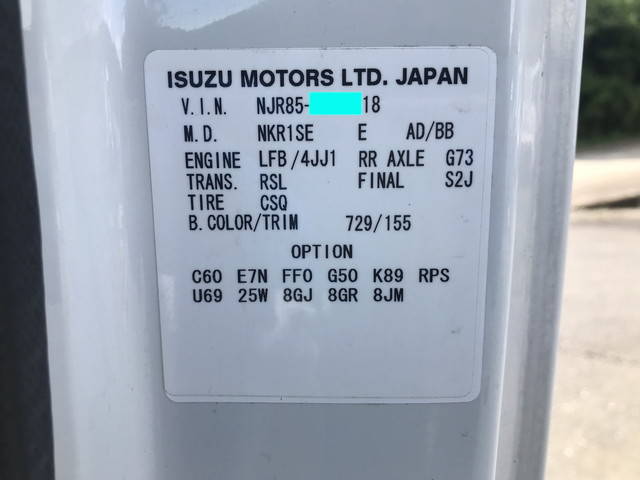 ISUZU MOTORS LTD. JAPAN
V.I.N. NJR85- 18
M.D. NKR1SE E AD/BB
ENGINE LFB/4JJ1 RR AXLE G73
TRANS. RSL FINAL S2J
TIRE CSQ
B.COLOR/TRIM 729/155
OPTION
C60 E7N FF0 G50 K89 RPS
U69 25W 8GJ 8GR 8JM